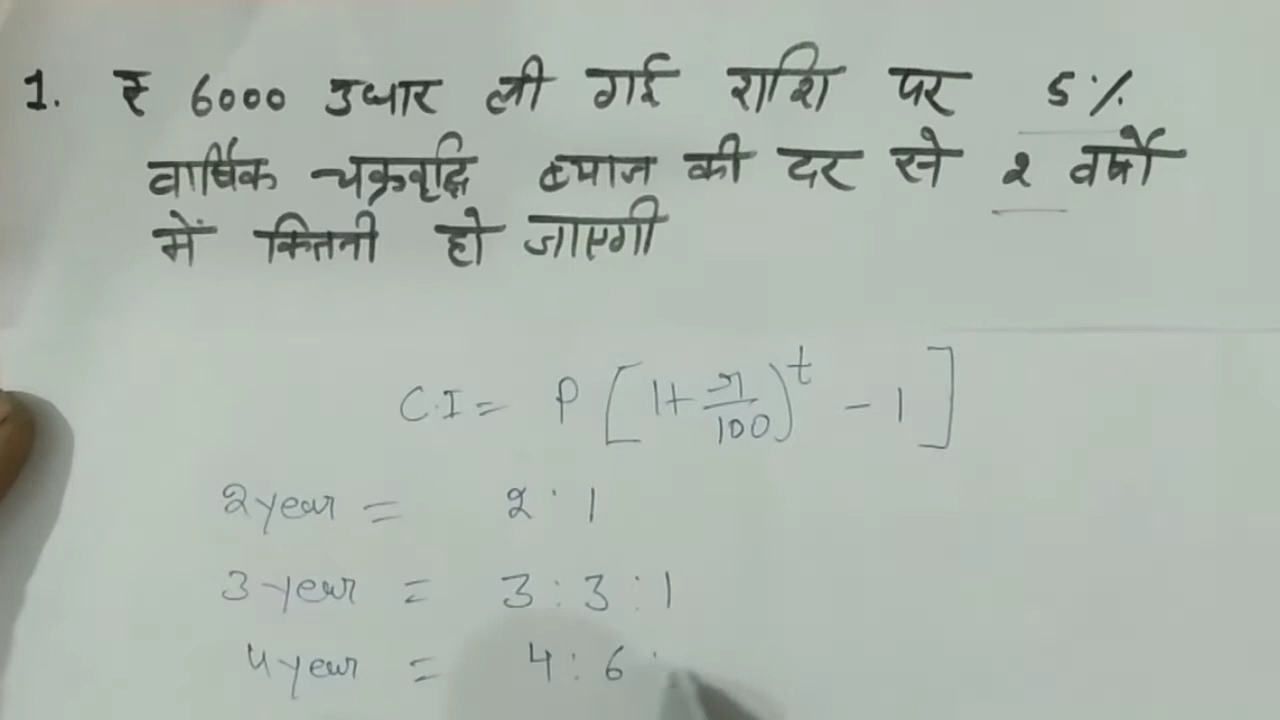 1. ₹ 6000 उधार ली गई राशि पर 5%
वार्षिक चक्रवृद्धि ब्याज की दर से 2 वर्षो
में कितनी हो जाएगी
C.I = P [1+ r/100)^t - 1]
2 year = 2 : 1
3 year = 3 : 3 : 1
4 year = 4 : 6 :